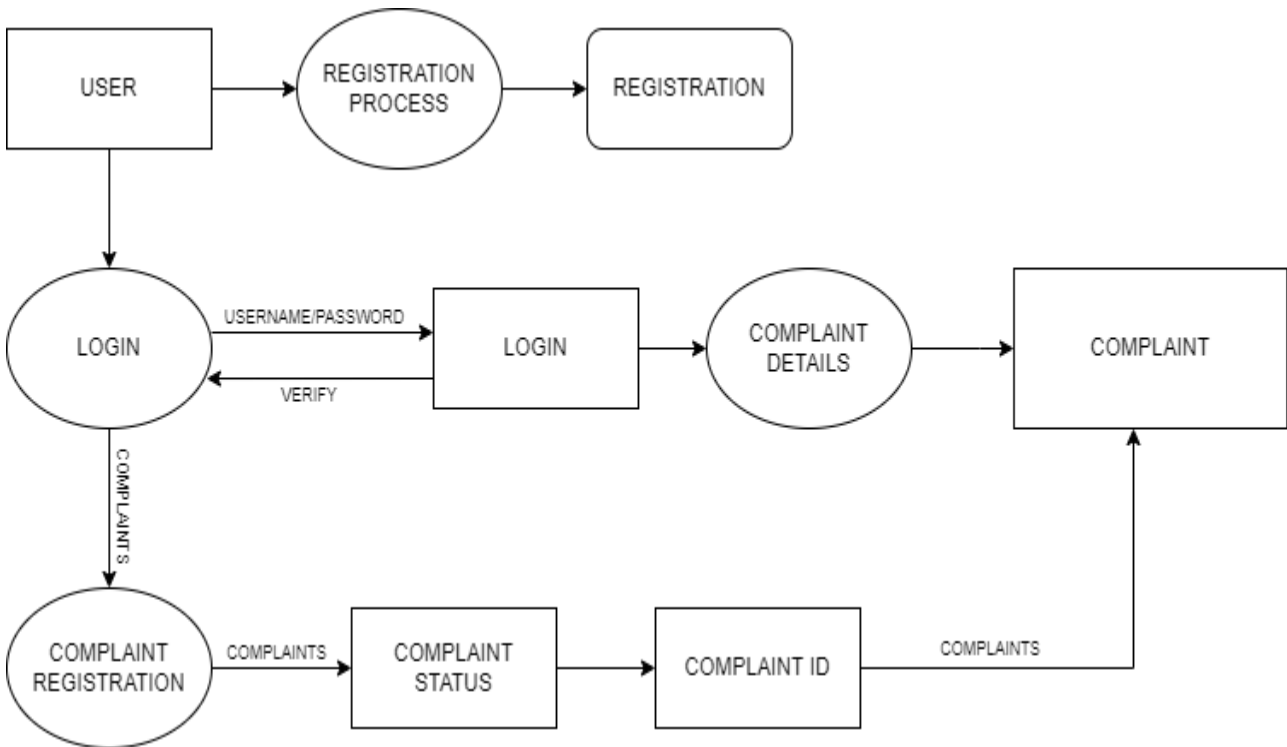 USER
REGISTRATION
PROCESS
REGISTRATION
LOGIN
USERNAME/PASSWORD
VERIFY
LOGIN
COMPLAINT
DETAILS
COMPLAINT
COMPLAINTS
COMPLAINT
REGISTRATION
COMPLAINTS
COMPLAINT
STATUS
COMPLAINT ID
COMPLAINTS